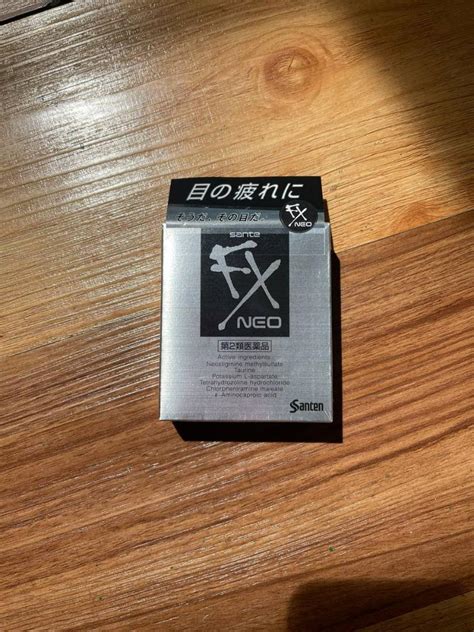 目の疲れに
そうだ、その目だ。
FX
NEO
sante
FX
NEO
第2類医薬品
Active ingredients
Neostigmine methylsulfate
Taurine
Potassium L-aspartate
Tetrahydrozoline hydrochloride
Chlorpheniramine maleate
ε Aminocaproic acid
Santen